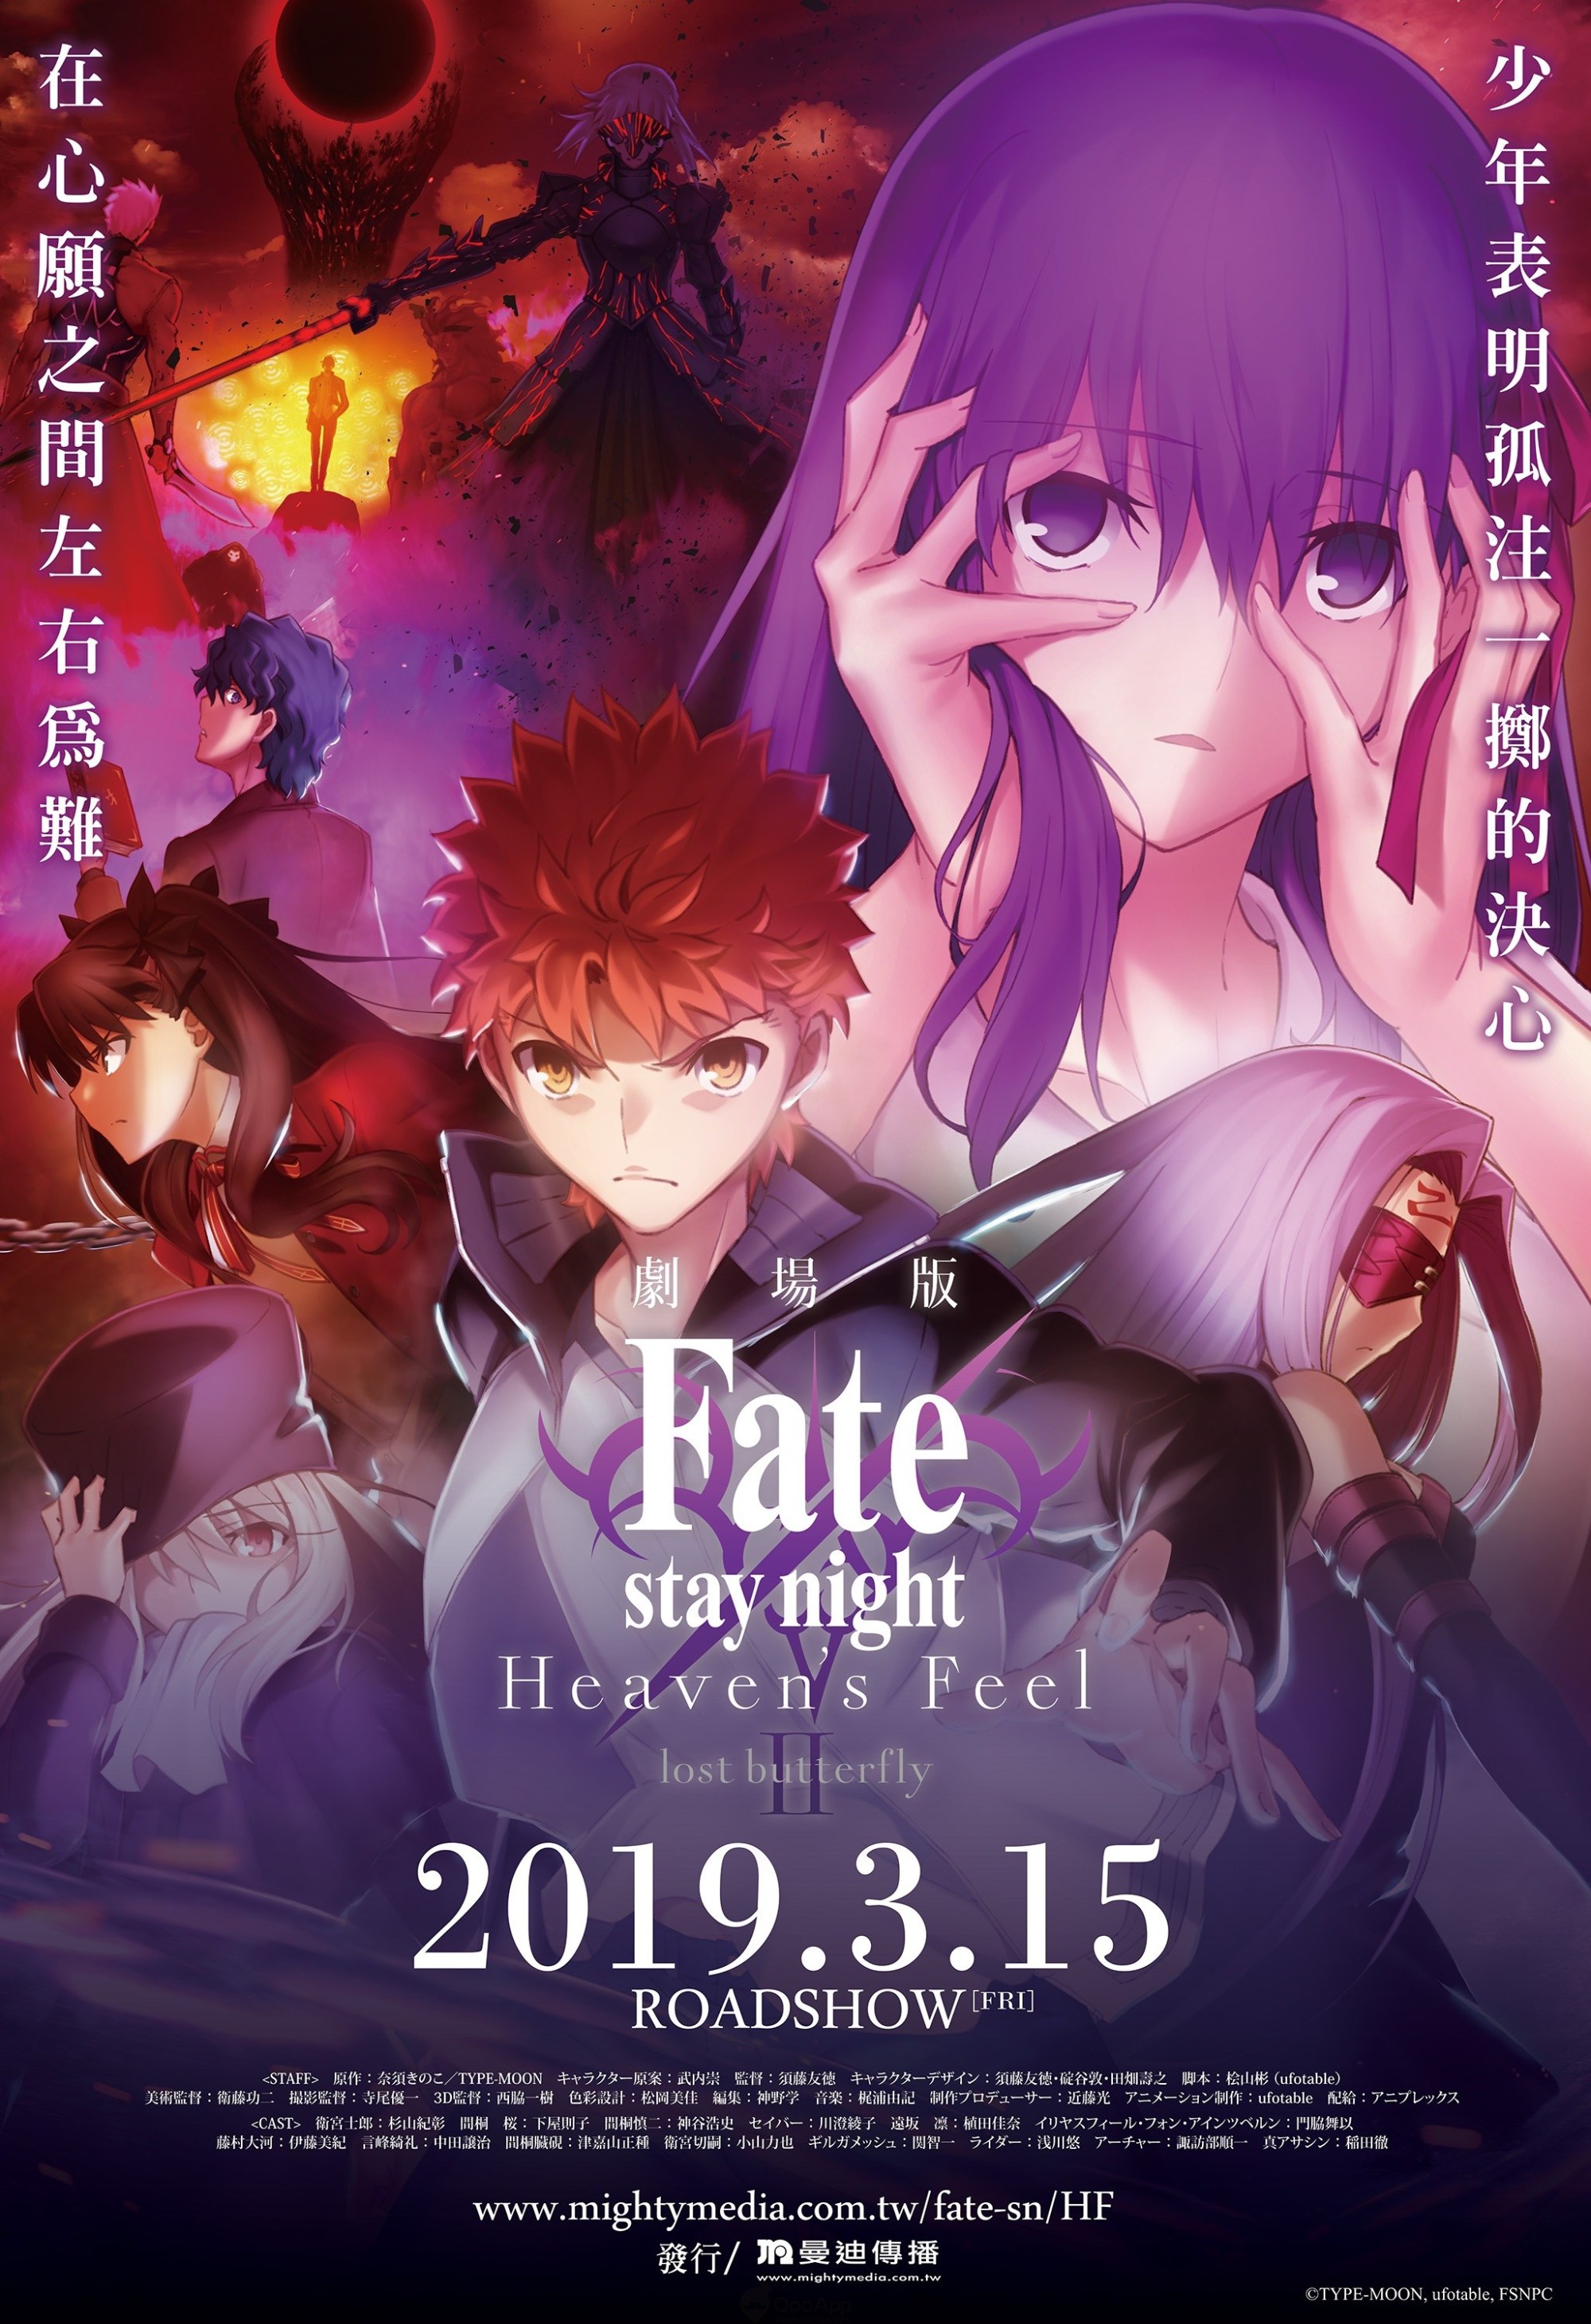 少年表明孤注一擲的決心
在心願之間左右爲難
劇場版
Fate
stay night
Heaven's Feel
II
lost butterfly
2019.3.15
ROADSHOW [FRI]
<STAFF> 原作：奈須きのこ／TYPE-MOON キャラクター原案：武内崇 監督：須藤友徳 キャラクターデザイン：須藤友徳・碇谷敦・田畑壽之 脚本：桧山彬（ufotable）
美術監督：衛藤功二 撮影監督：寺尾優一 3D監督：西脇一樹 色彩設計：松岡美佳 編集：神野学 音楽：梶浦由記 制作プロデューサー：近藤光 アニメーション制作：ufotable 配給：アニプレックス
<CAST> 衛宮士郎：杉山紀彰 間桐 桜：下屋則子 間桐慎二：神谷浩史 セイバー：川澄綾子 遠坂 凛：植田佳奈 イリヤスフィール・フォン・アインツベルン：門脇舞以
藤村大河：伊藤美紀 言峰綺礼：中田譲治 間桐臓硯：津嘉山正種 衛宮切嗣：小山力也 ギルガメッシュ：関智一 ライダー：浅川悠 アーチャー：諏訪部順一 真アサシン：稲田徹
www.mightymedia.com.tw/fate-sn/HF
發行/ 曼迪傳播
www.mightymedia.com.tw
©TYPE-MOON, ufotable, FSNPC
QooApp